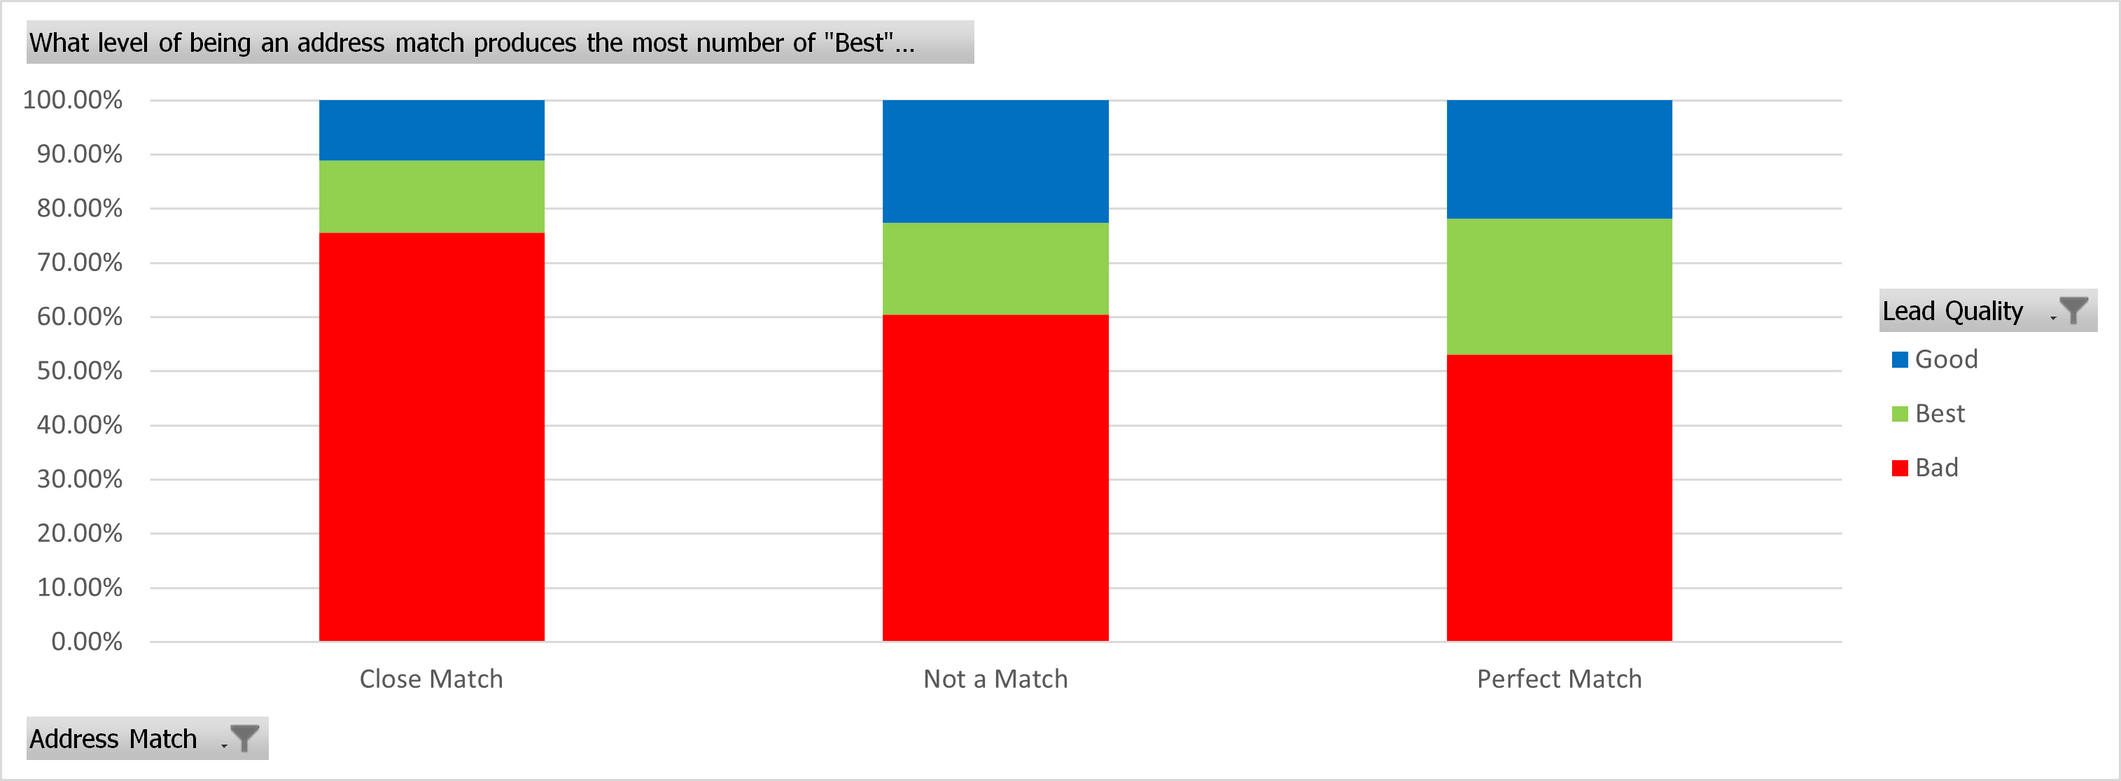 What level of being an address match produces the most number of "Best"...
100.00%
90.00%
80.00%
70.00%
60.00%
50.00%
40.00%
30.00%
20.00%
10.00%
0.00%
Close Match
Not a Match
Perfect Match
Lead Quality
Good
Best
Bad
Address Match